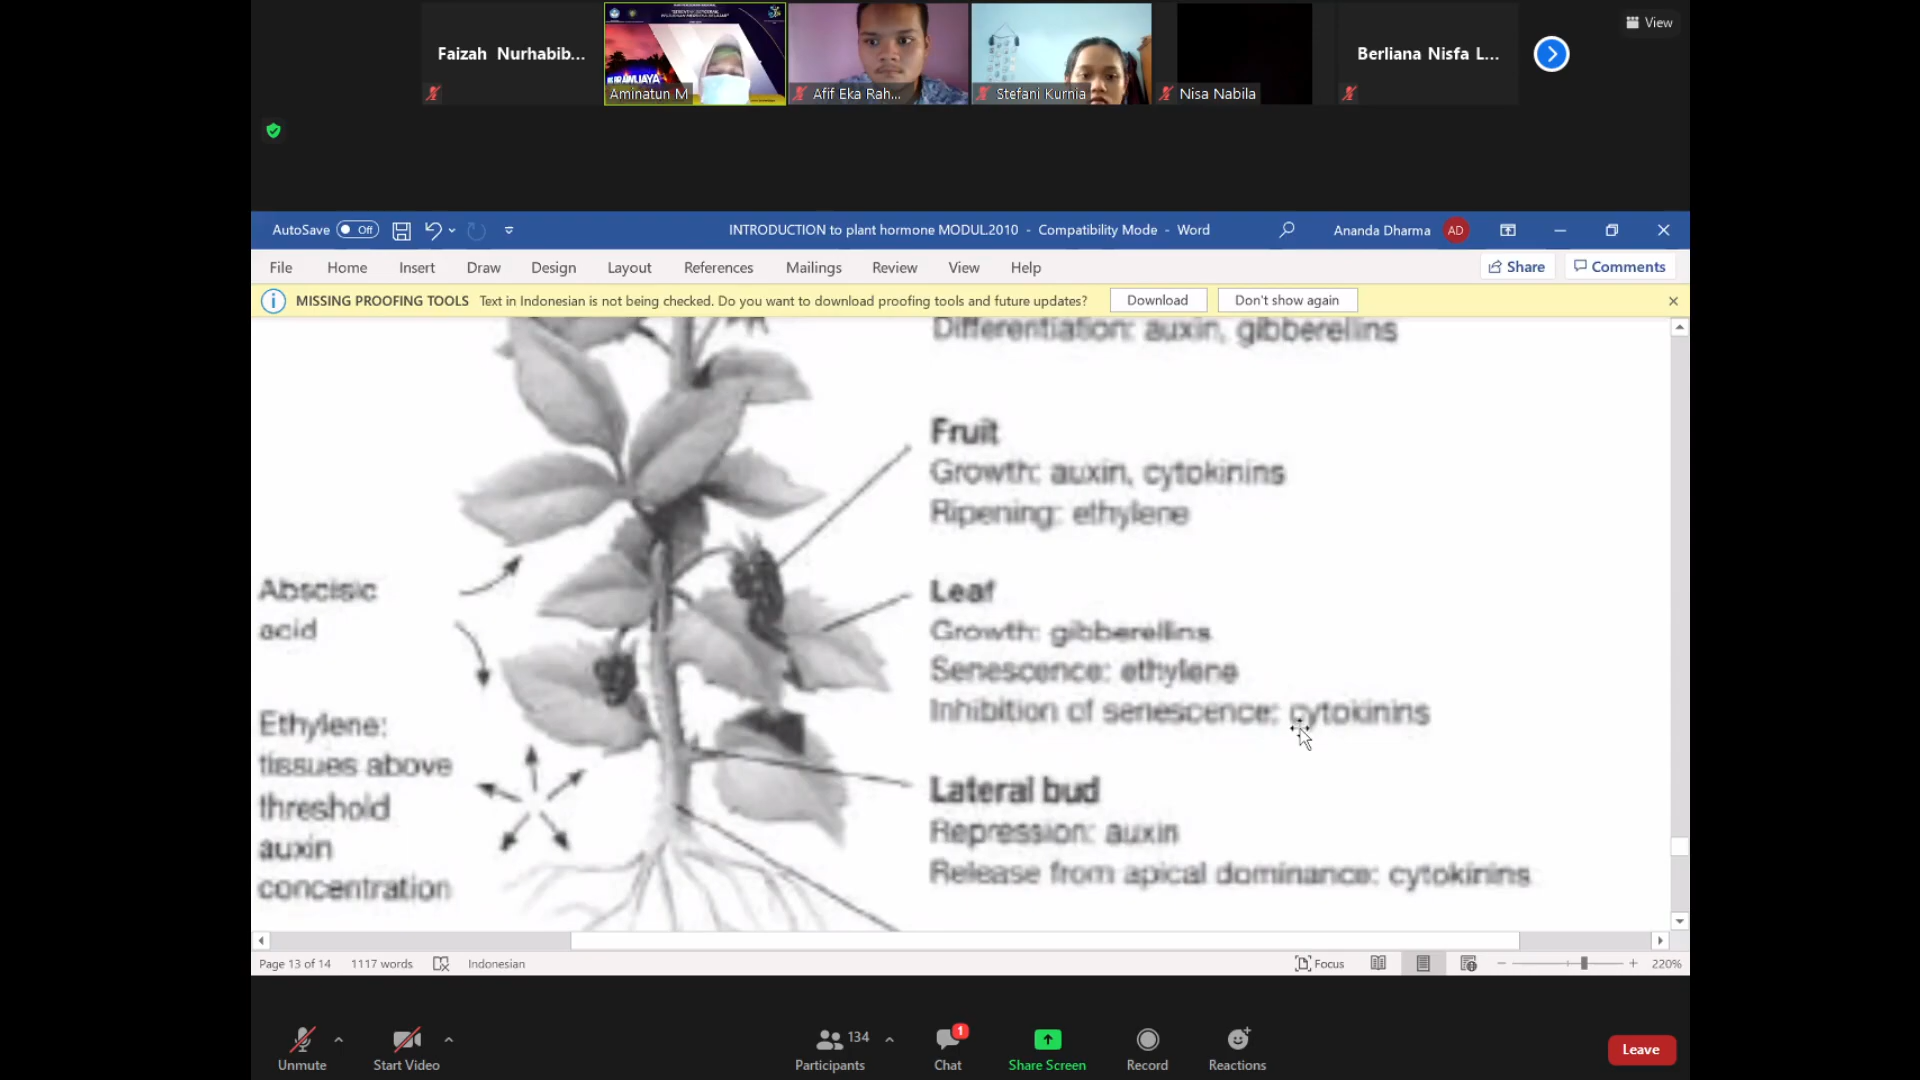 View
Faizah Nurhabib...
Aminatun M
Afif Eka Rah...
Stefani Kurnia
Nisa Nabila
Berliana Nisfa L...
AutoSave Off
INTRODUCTION to plant hormone MODUL.2010 - Compatibility Mode - Word
Ananda Dharma AD
File Home Insert Draw Design Layout References Mailings Review View Help
Share Comments
MISSING PROOFING TOOLS Text in Indonesian is not being checked. Do you want to download proofing tools and future updates? Download Don't show again
Differentiation: auxin, gibberellins
Fruit
Growth: auxin, cytokinins
Ripening: ethylene
Abscisic
acid
Leaf
Growth: gibberellins
Senescence: ethylene
Inhibition of senescence: cytokinins
Ethylene:
tissues above
threshold
auxin
concentration
Lateral bud
Repression: auxin
Release from apical dominance: cytokinins
Page 13 of 14 1117 words Indonesian
Focus 220%
Unmute Start Video
Participants 134
Chat 1
Share Screen
Record
Reactions
Leave